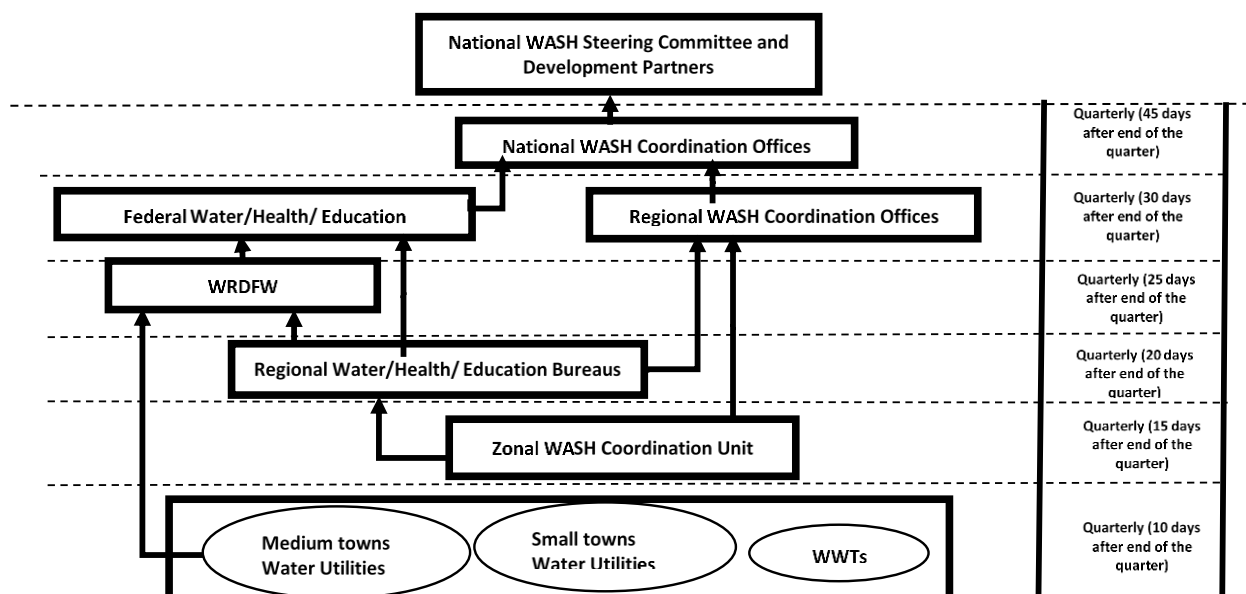 National WASH Steering Committee and
Development Partners
National WASH Coordination Offices
Quarterly (45 days
after end of the
quarter)
Federal Water/Health/ Education
Regional WASH Coordination Offices
Quarterly (30 days
after end of the
quarter)
WRDFW
Quarterly (25 days
after end of the
quarter)
Regional Water/Health/ Education Bureaus
Quarterly (20 days
after end of the
quarter)
Zonal WASH Coordination Unit
Quarterly (15 days
after end of the
quarter)
Medium towns
Water Utilities
Small towns
Water Utilities
WWTs
Quarterly (10 days
after end of the
quarter)